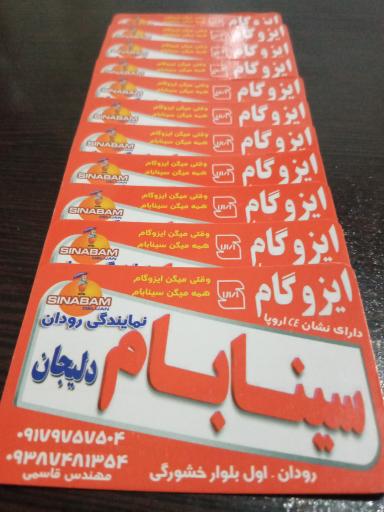 ایزوگام
وقتی میگن ایزوگام
همه میگن سینابام
SINABAM
DELIJAN
دارای نشان CE اروپا
نمایندگی رودان
سینابام
دلیجان
۰۹۱۷۹۷۵۷۵۰۴
۰۹۳۸۷۴۸۱۳۵۴
مهندس قاسمی
رودان - اول بلوار خشورگی